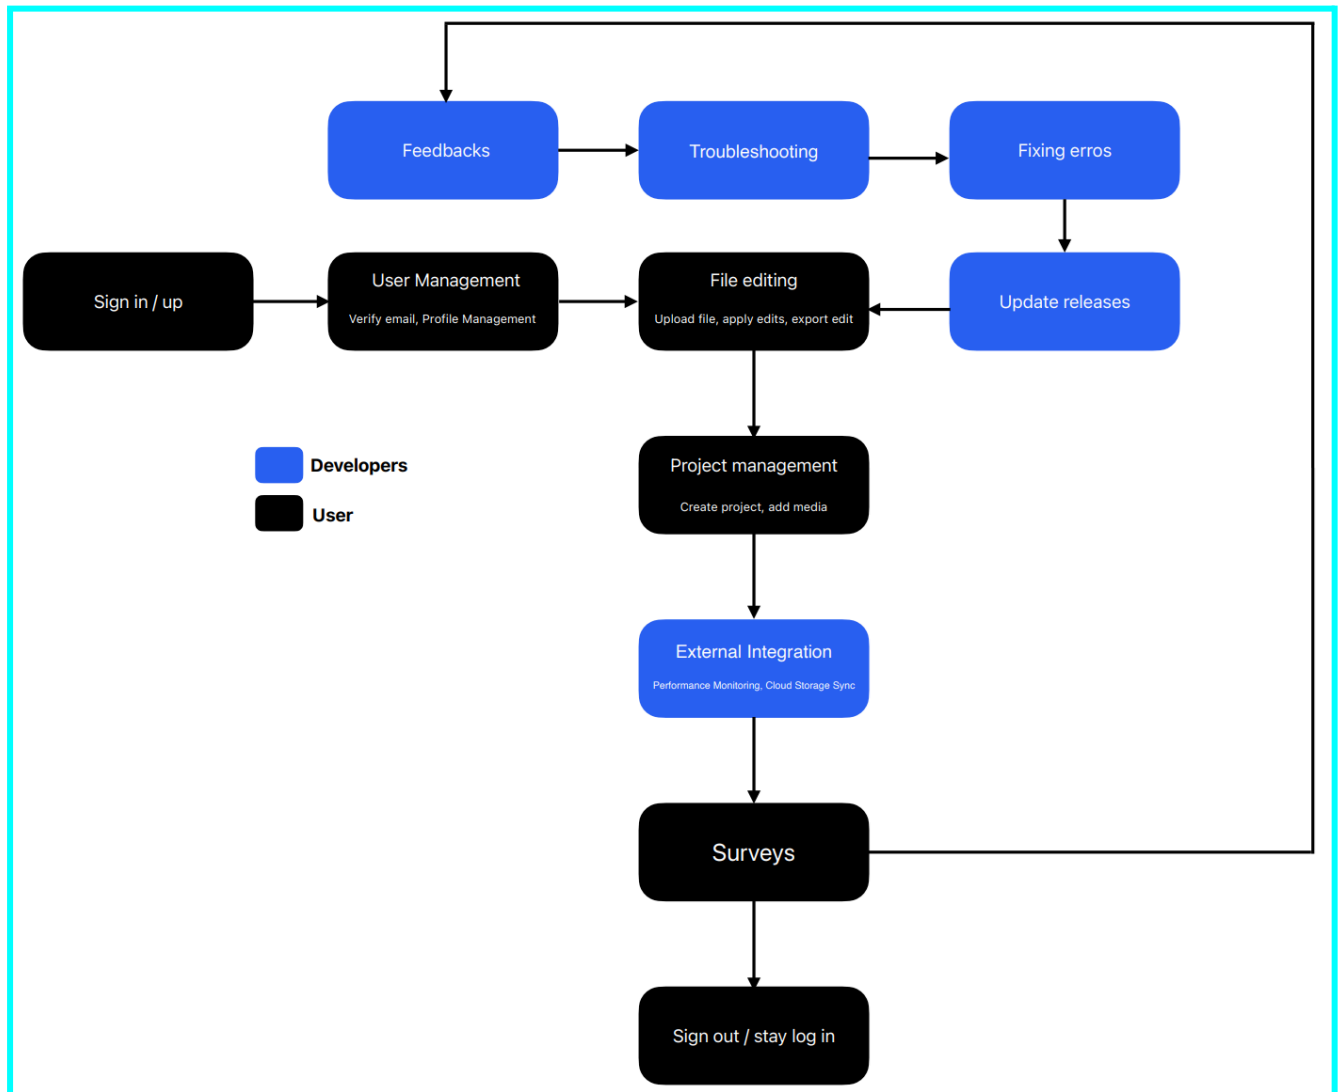 Feedbacks
Troubleshooting
Fixing erros
Sign in / up
User Management
Verify email, Profile Management
File editing
Upload file, apply edits, export edit
Update releases
Developers
User
Project management
Create project, add media
External Integration
Performance Monitoring, Cloud Storage Sync
Surveys
Sign out / stay log in